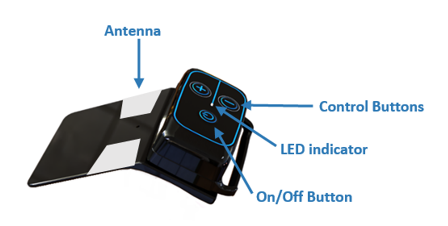 Antenna
Control Buttons
LED indicator
On/Off Button